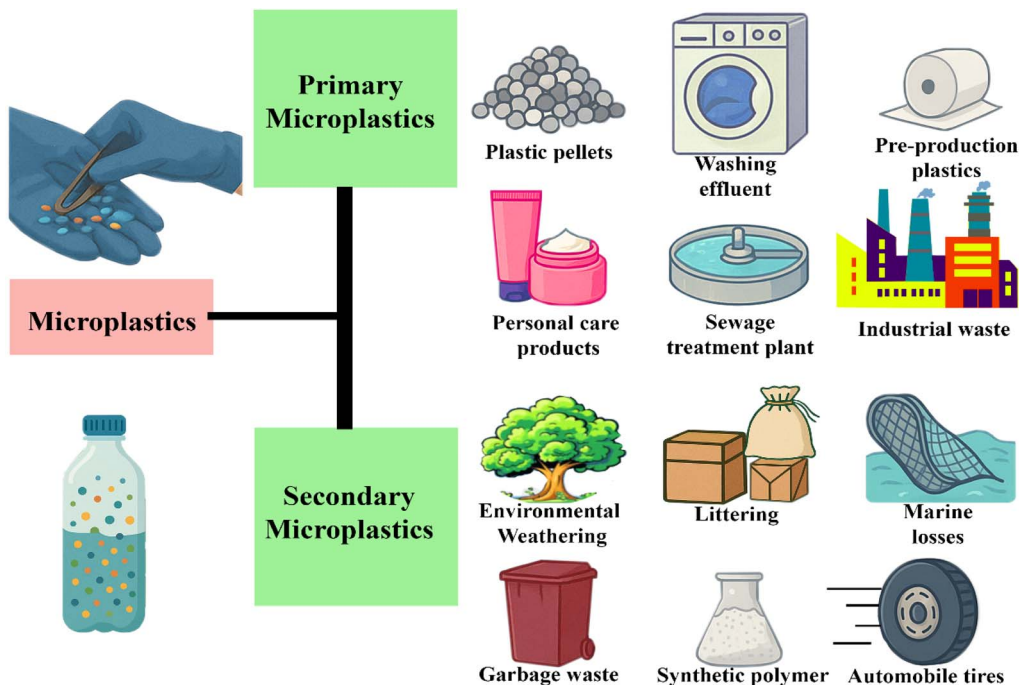 Primary
Microplastics
Plastic pellets
Washing
effluent
Pre-production
plastics
Microplastics
Personal care
products
Sewage
treatment plant
Industrial waste
Secondary
Microplastics
Environmental
Weathering
Littering
Marine
losses
Garbage waste
Synthetic polymer
Automobile tires